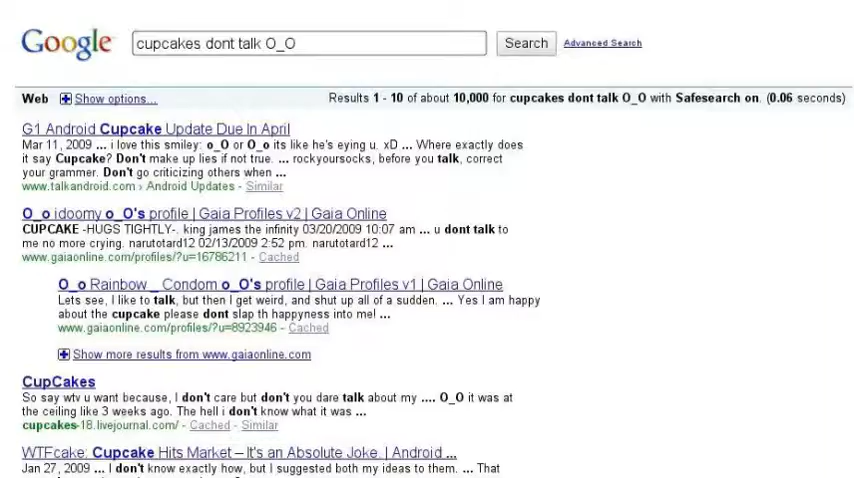 Google
cupcakes dont talk O_O
Search
Advanced Search
Web
Show options...
Results 1 - 10 of about 10,000 for cupcakes dont talk O_O with Safesearch on. (0.06 seconds)
G1 Android Cupcake Update Due In April
Mar 11, 2009 ... i love this smiley: o_O or O_o its like he's eying u. xD ... Where exactly does
it say Cupcake? Don't make up lies if not true. ... rockyoursocks, before you talk, correct
your grammer. Don't go criticizing others when ...
www.talkandroid.com › Android Updates - Similar
O_o idoomy o_O's profile | Gaia Profiles v2 | Gaia Online
CUPCAKE -HUGS TIGHTLY-. king james the infinity 03/20/2009 10:07 am ... u dont talk to
me no more crying. narutotard12 02/13/2009 2:52 pm. narutotard12 ...
www.gaiaonline.com/profiles/?u=16786211 - Cached
O_o Rainbow _ Condom o_O's profile | Gaia Profiles v1 | Gaia Online
Lets see, I like to talk, but then I get weird, and shut up all of a sudden. ... Yes I am happy
about the cupcake please dont slap th happyness into me! ...
www.gaiaonline.com/profiles/?u=8923946 - Cached
Show more results from www.gaiaonline.com
CupCakes
So say wtv u want because, I don't care but don't you dare talk about my .... O_O it was at
the ceiling like 3 weeks ago. The hell i don't know what it was ...
cupcakes-18.livejournal.com/ - Cached - Similar
WTFcake: Cupcake Hits Market – It's an Absolute Joke. | Android ...
Jan 27, 2009 ... I don't know exactly how, but I suggested both my ideas to them. ... That